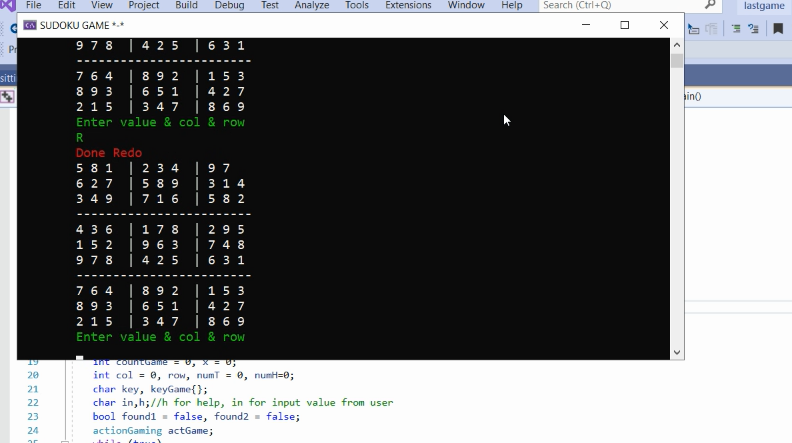 File Edit View Project Build Debug Test Analyze Tools Extensions Window Help Search (Ctrl+Q) lastgame
SUDOKU GAME *-*
9 7 8 | 4 2 5 | 6 3 1
-------------------------
7 6 4 | 8 9 2 | 1 5 3
8 9 3 | 6 5 1 | 4 2 7
2 1 5 | 3 4 7 | 8 6 9
Enter value & col & row
R
Done Redo
5 8 1 | 2 3 4 | 9 7
6 2 7 | 5 8 9 | 3 1 4
3 4 9 | 7 1 6 | 5 8 2
-------------------------
4 3 6 | 1 7 8 | 2 9 5
1 5 2 | 9 6 3 | 7 4 8
9 7 8 | 4 2 5 | 6 3 1
-------------------------
7 6 4 | 8 9 2 | 1 5 3
8 9 3 | 6 5 1 | 4 2 7
2 1 5 | 3 4 7 | 8 6 9
Enter value & col & row
19 int countGame = 0, x = 0;
20 int col = 0, row, numT = 0, numH=0;
21 char key, keyGame{};
22 char in,h;//h for help, in for input value from user
23 bool found1 = false, found2 = false;
24 actionGaming actGame;